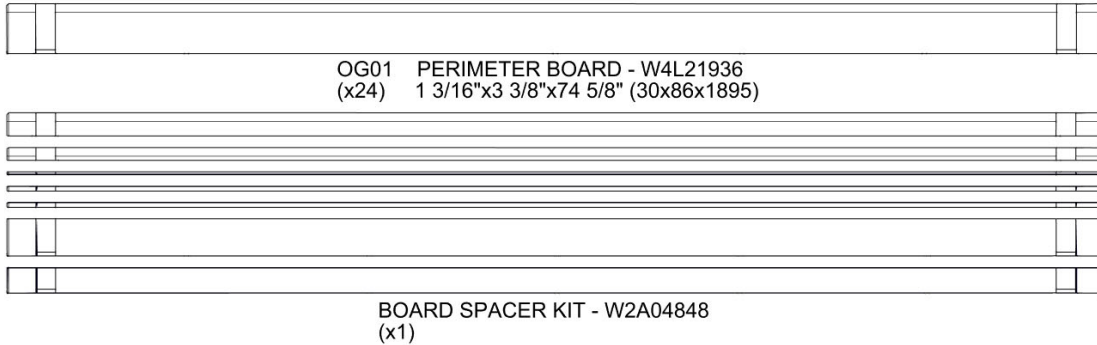 OG01 PERIMETER BOARD - W4L21936
(x24) 1 3/16"x3 3/8"x74 5/8" (30x86x1895)
BOARD SPACER KIT - W2A04848
(x1)